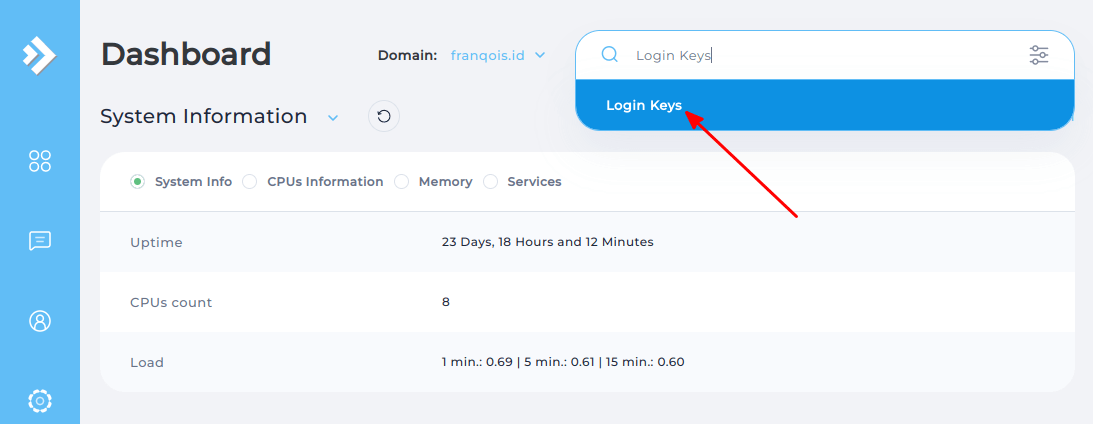 Dashboard
Domain: franqois.id
Login Keys
Login Keys
System Information
System Info CPUs Information Memory Services
Uptime 23 Days, 18 Hours and 12 Minutes
CPUs count 8
Load 1 min.: 0.69 | 5 min.: 0.61 | 15 min.: 0.60